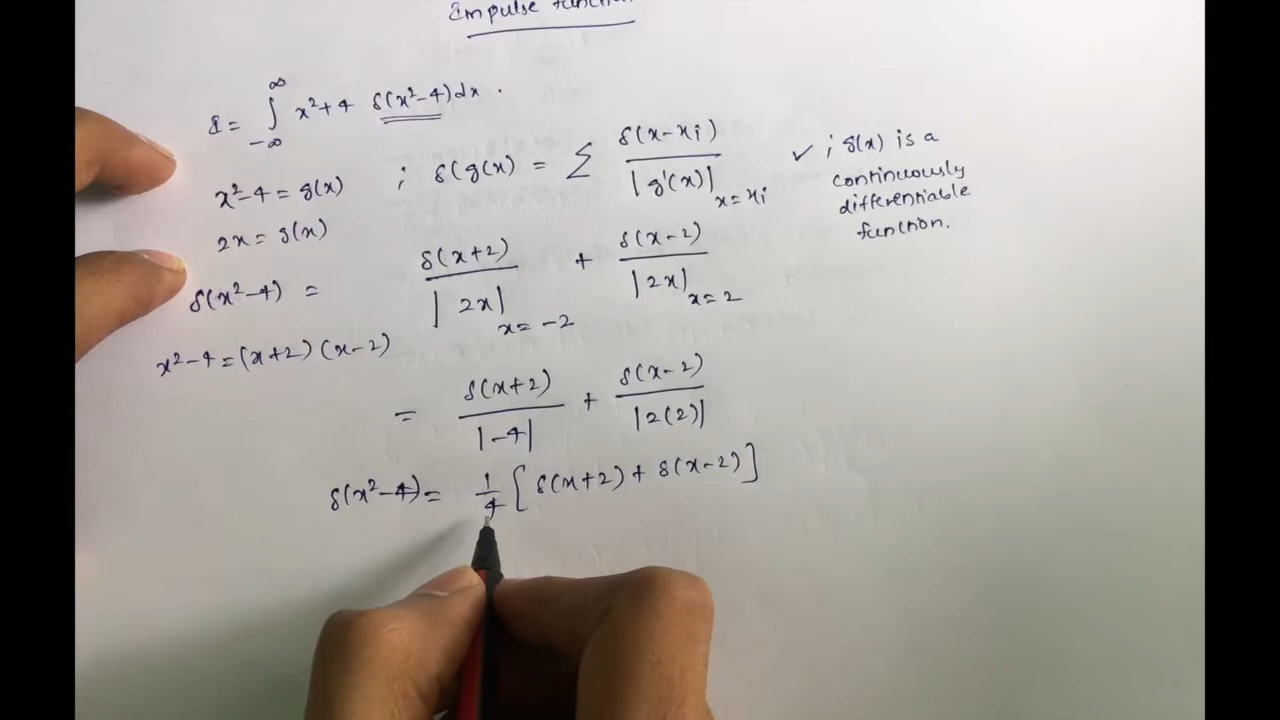 Impulse function
I = ∫_{-∞}^{∞} x²+4 δ(x²-4)dx .
x²-4 = g(x) ; δ(g(x) = Σ δ(x-xi) / |g'(x)| x=xi ✓ ; g(x) is a
continuously
differentiable
function.
2x = g(x)
δ(x²-4) = δ(x+2) / |2x| x=-2 + δ(x-2) / |2x| x=2
x²-4 = (x+2)(x-2)
= δ(x+2) / |-4| + δ(x-2) / |2(2)|
δ(x²-4) = 1/4 [δ(x+2) + δ(x-2)]